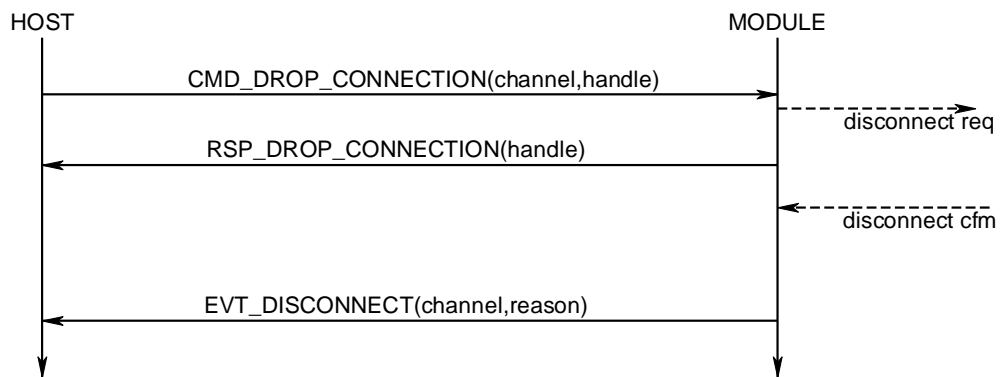 HOST
MODULE
CMD_DROP_CONNECTION(channel,handle)
disconnect req
RSP_DROP_CONNECTION(handle)
disconnect cfm
EVT_DISCONNECT(channel,reason)